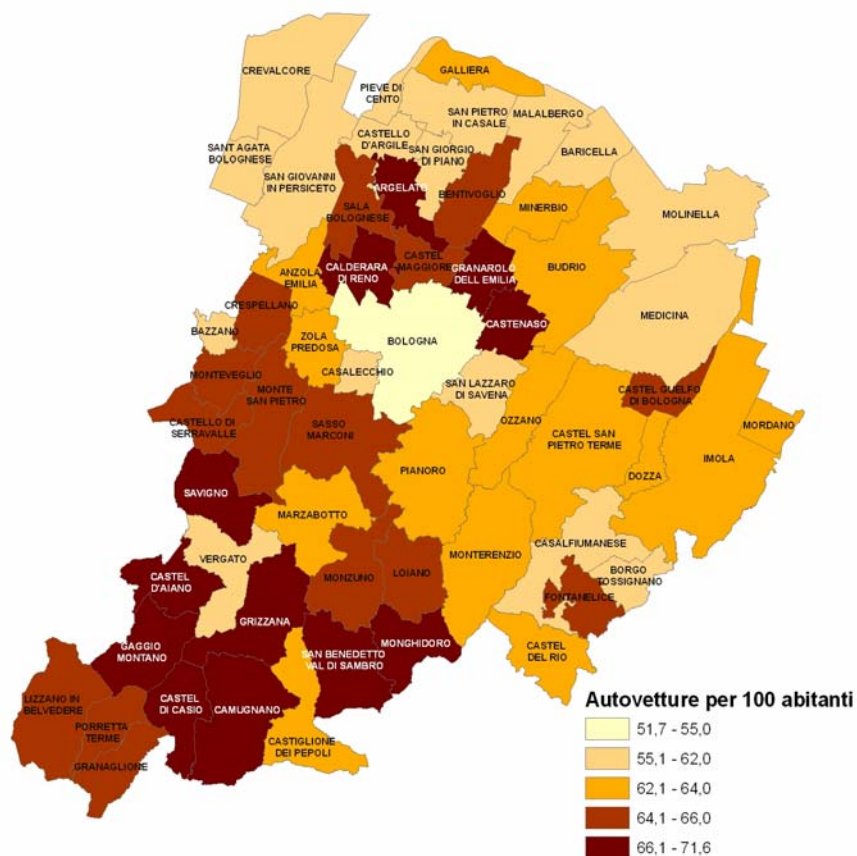 CREVALCORE
GALLIERA
PIEVE DI
CENTO
SAN PIETRO
IN CASALE
MALALBERGO
SANT AGATA
BOLOGNESE
CASTELLO
D'ARGILE
SAN GIORGIO
DI PIANO
BARICELLA
SAN GIOVANNI
IN PERSICETO
ARGELATO
BENTIVOGLIO
SALA
BOLOGNESE
MINERBIO
MOLINELLA
ANZOLA
EMILIA
CALDERARA
DI RENO
CASTEL
MAGGIORE
GRANAROLO
DELL EMILIA
BUDRIO
CRESPELLANO
BAZZANO
ZOLA
PREDOSA
BOLOGNA
CASTENASO
MEDICINA
CASALECCHIO
MONTEVEGLIO
MONTE
SAN PIETRO
SAN LAZZARO
DI SAVENA
CASTEL GUELFO
DI BOLOGNA
CASTELLO DI
SERRAVALLE
SASSO
MARCONI
OZZANO
CASTEL SAN
PIETRO TERME
MORDANO
IMOLA
PIANORO
DOZZA
SAVIGNO
MARZABOTTO
VERGATO
MONTERENZIO
CASALFIUMANESE
CASTEL
D'AIANO
MONZUNO
LOIANO
BORGO
TOSSIGNANO
FONTANELICE
GRIZZANA
GAGGIO
MONTANO
SAN BENEDETTO
VAL DI SAMBRO
MONGHIDORO
CASTEL
DEL RIO
LIZZANO IN
BELVEDERE
CASTEL
DI CASIO
CAMUGNANO
PORRETTA
TERME
GRANAGLIONE
CASTIGLIONE
DEI PEPOLI
Autovetture per 100 abitanti
51,7 - 55,0
55,1 - 62,0
62,1 - 64,0
64,1 - 66,0
66,1 - 71,6